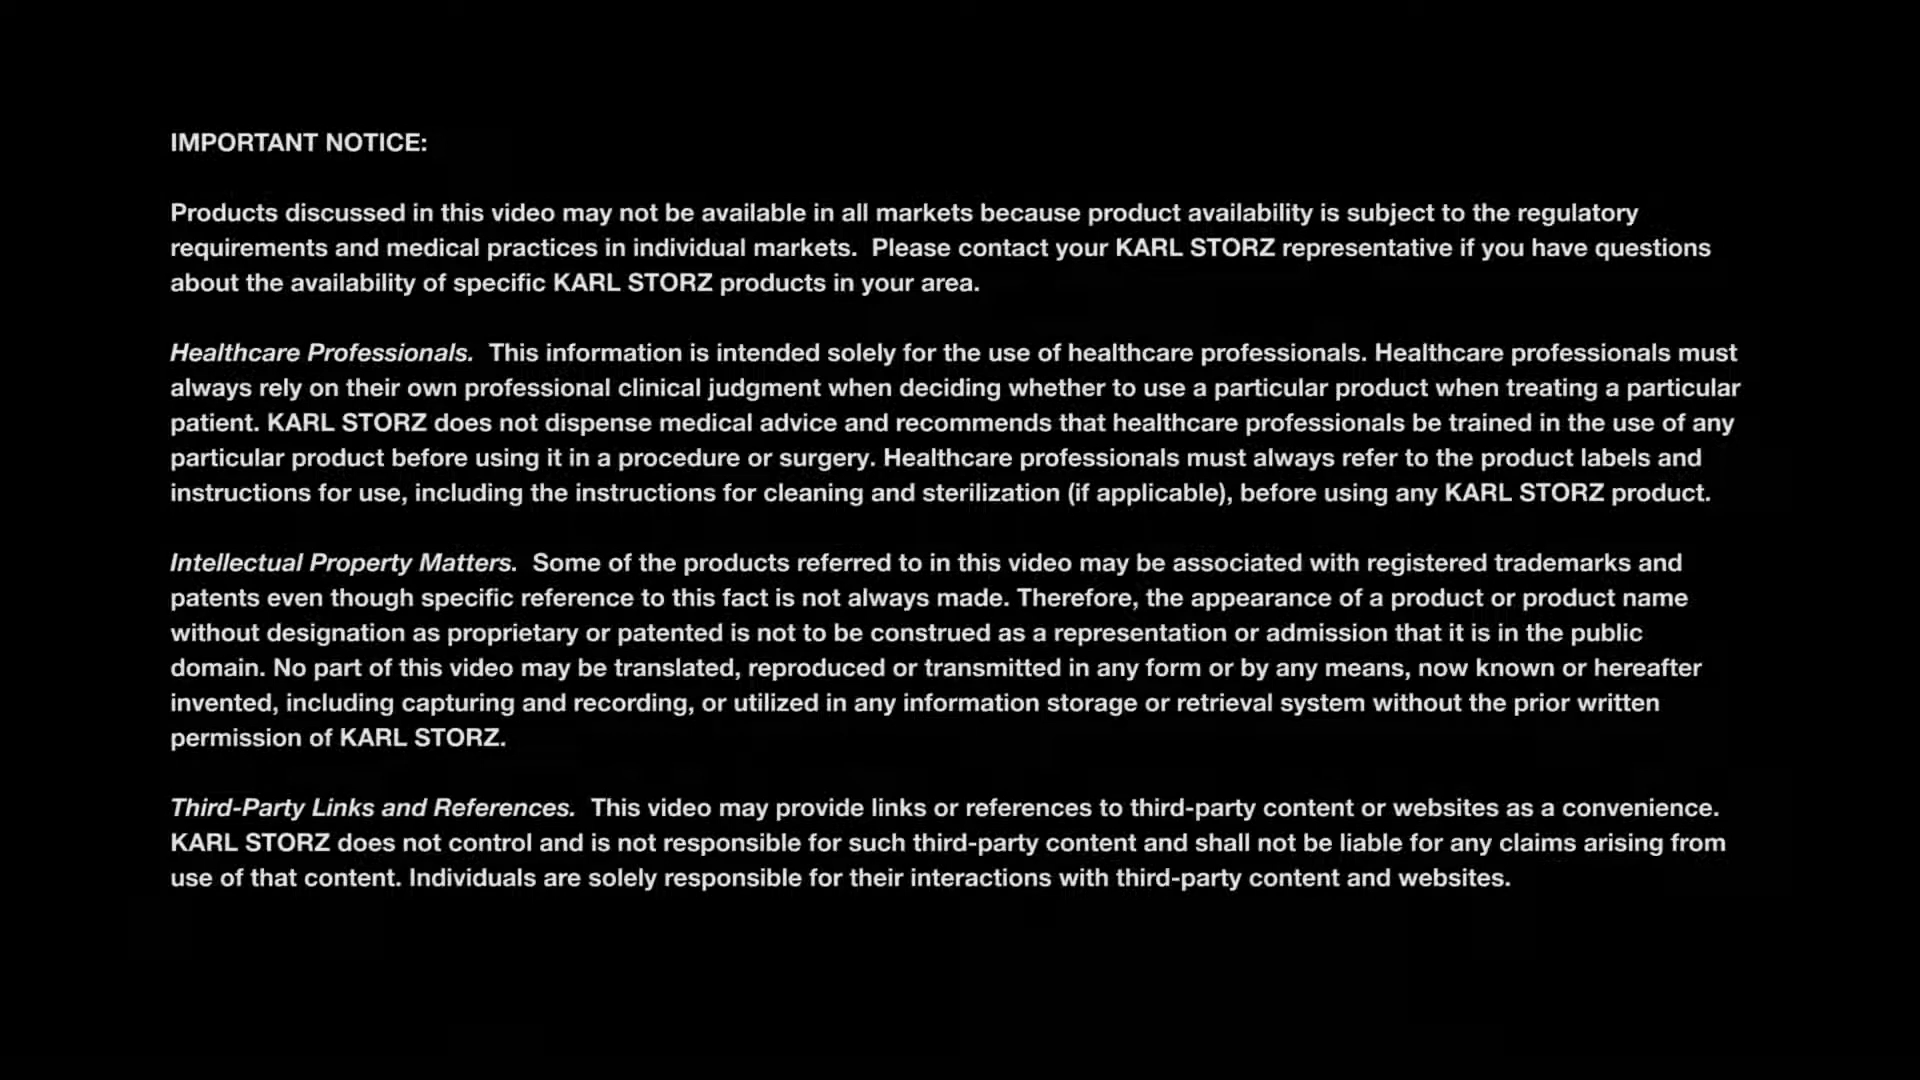 IMPORTANT NOTICE:
Products discussed in this video may not be available in all markets because product availability is subject to the regulatory
requirements and medical practices in individual markets.  Please contact your KARL STORZ representative if you have questions
about the availability of specific KARL STORZ products in your area.
Healthcare Professionals.  This information is intended solely for the use of healthcare professionals. Healthcare professionals must
always rely on their own professional clinical judgment when deciding whether to use a particular product when treating a particular
patient. KARL STORZ does not dispense medical advice and recommends that healthcare professionals be trained in the use of any
particular product before using it in a procedure or surgery. Healthcare professionals must always refer to the product labels and
instructions for use, including the instructions for cleaning and sterilization (if applicable), before using any KARL STORZ product.
Intellectual Property Matters.  Some of the products referred to in this video may be associated with registered trademarks and
patents even though specific reference to this fact is not always made. Therefore, the appearance of a product or product name
without designation as proprietary or patented is not to be construed as a representation or admission that it is in the public
domain. No part of this video may be translated, reproduced or transmitted in any form or by any means, now known or hereafter
invented, including capturing and recording, or utilized in any information storage or retrieval system without the prior written
permission of KARL STORZ.
Third-Party Links and References.  This video may provide links or references to third-party content or websites as a convenience.
KARL STORZ does not control and is not responsible for such third-party content and shall not be liable for any claims arising from
use of that content. Individuals are solely responsible for their interactions with third-party content and websites.